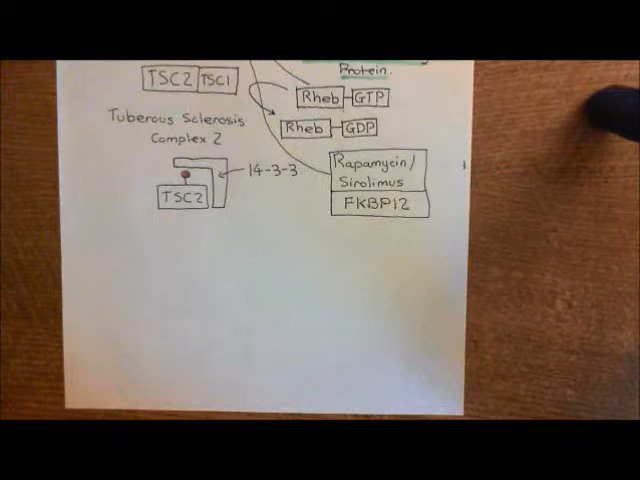 Protein.
TSC2 TSC1
Rheb GTP
Tuberous Sclerosis
Complex 2
Rheb GDP
Rapamycin/
Sirolimus
FKBP12
14-3-3
TSC2